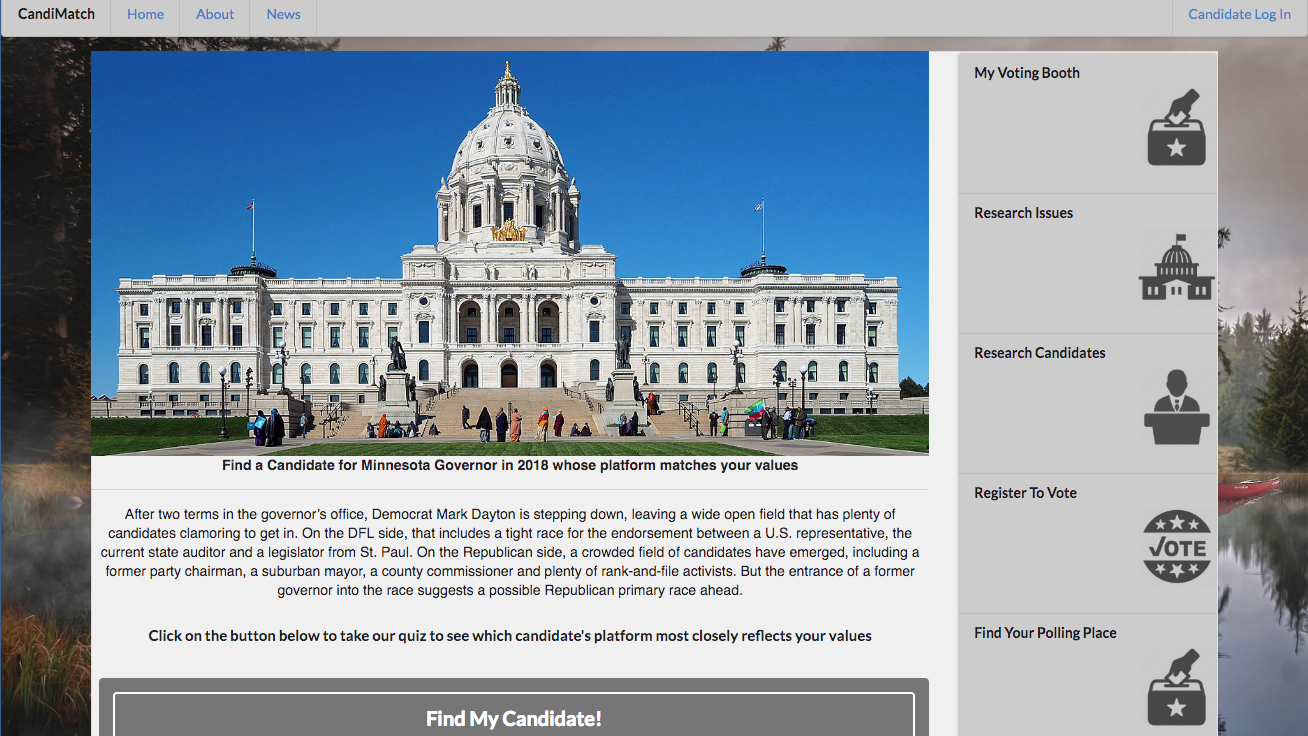 CandiMatch
Home
About
News
Candidate Log In
Find a Candidate for Minnesota Governor in 2018 whose platform matches your values
After two terms in the governor's office, Democrat Mark Dayton is stepping down, leaving a wide open field that has plenty of
candidates clamoring to get in. On the DFL side, that includes a tight race for the endorsement between a U.S. representative, the
current state auditor and a legislator from St. Paul. On the Republican side, a crowded field of candidates have emerged, including a
former party chairman, a suburban mayor, a county commissioner and plenty of rank-and-file activists. But the entrance of a former
governor into the race suggests a possible Republican primary race ahead.
Click on the button below to take our quiz to see which candidate's platform most closely reflects your values
Find My Candidate!
My Voting Booth
Research Issues
Research Candidates
Register To Vote
VOTE
Find Your Polling Place